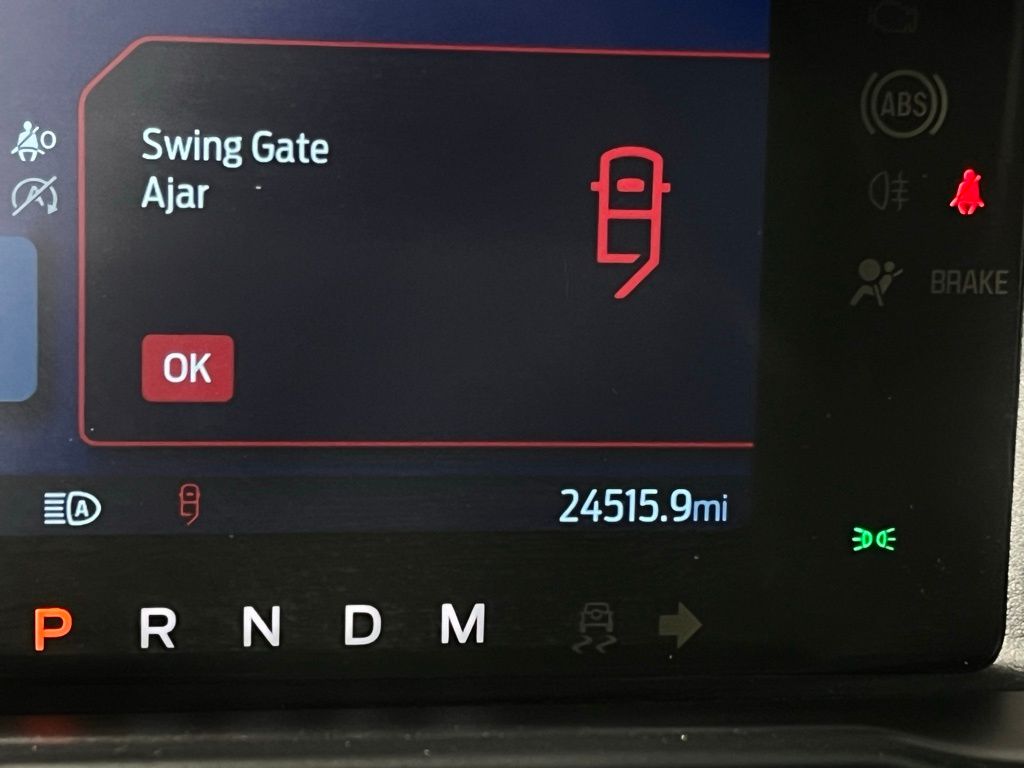 ABS
Swing Gate
Ajar
BRAKE
OK
A
24515.9mi
P R N D M